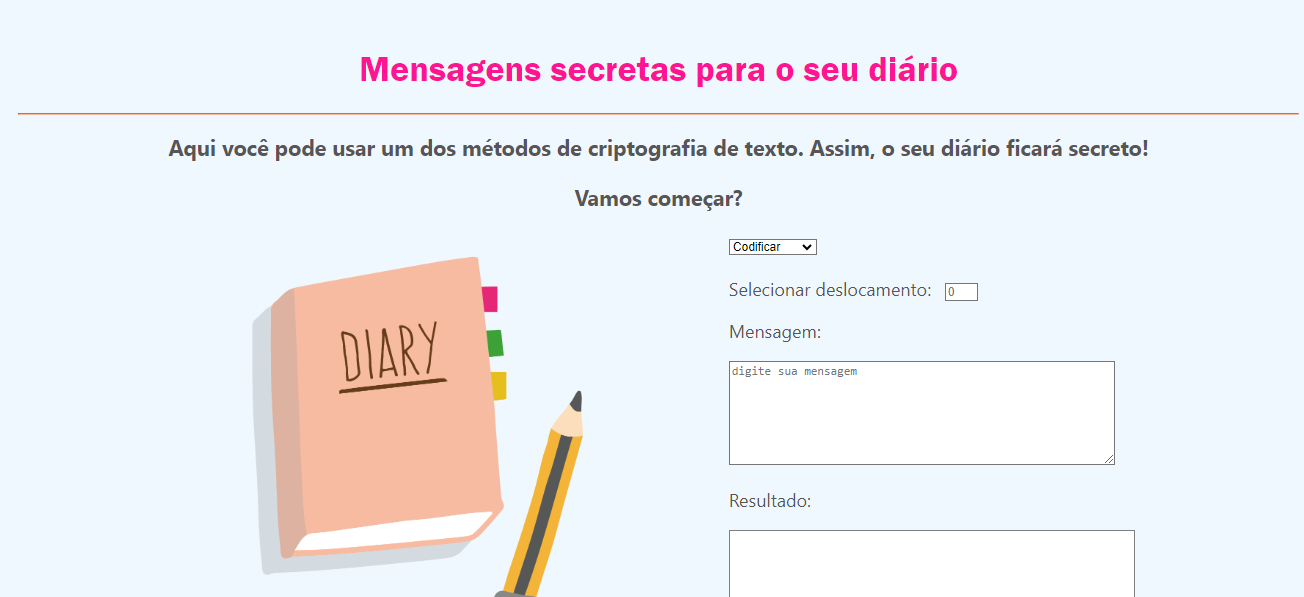 Mensagens secretas para o seu diário
Aqui você pode usar um dos métodos de criptografia de texto. Assim, o seu diário ficará secreto!
Vamos começar?
Codificar
Selecionar deslocamento: 0
DIARY
Mensagem:
digite sua mensagem
Resultado: